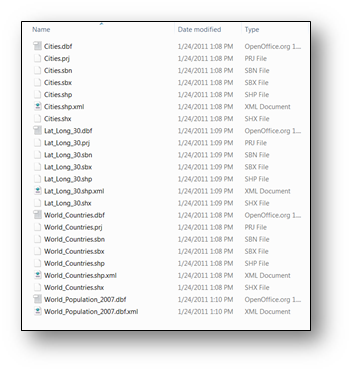 Name Date modified Type
Cities.dbf 1/24/2011 1:08 PM OpenOffice.org 1...
Cities.prj 1/24/2011 1:08 PM PRJ File
Cities.sbn 1/24/2011 1:08 PM SBN File
Cities.sbx 1/24/2011 1:08 PM SBX File
Cities.shp 1/24/2011 1:08 PM SHP File
Cities.shp.xml 1/24/2011 1:08 PM XML Document
Cities.shx 1/24/2011 1:08 PM SHX File
Lat_Long_30.dbf 1/24/2011 1:09 PM OpenOffice.org 1...
Lat_Long_30.prj 1/24/2011 1:09 PM PRJ File
Lat_Long_30.sbn 1/24/2011 1:09 PM SBN File
Lat_Long_30.sbx 1/24/2011 1:09 PM SBX File
Lat_Long_30.shp 1/24/2011 1:09 PM SHP File
Lat_Long_30.shp.xml 1/24/2011 1:09 PM XML Document
Lat_Long_30.shx 1/24/2011 1:09 PM SHX File
World_Countries.dbf 1/24/2011 1:08 PM OpenOffice.org 1...
World_Countries.prj 1/24/2011 1:08 PM PRJ File
World_Countries.sbn 1/24/2011 1:08 PM SBN File
World_Countries.sbx 1/24/2011 1:08 PM SBX File
World_Countries.shp 1/24/2011 1:08 PM SHP File
World_Countries.shp.xml 1/24/2011 1:08 PM XML Document
World_Countries.shx 1/24/2011 1:08 PM SHX File
World_Population_2007.dbf 1/24/2011 1:10 PM OpenOffice.org 1...
World_Population_2007.dbf.xml 1/24/2011 1:10 PM XML Document